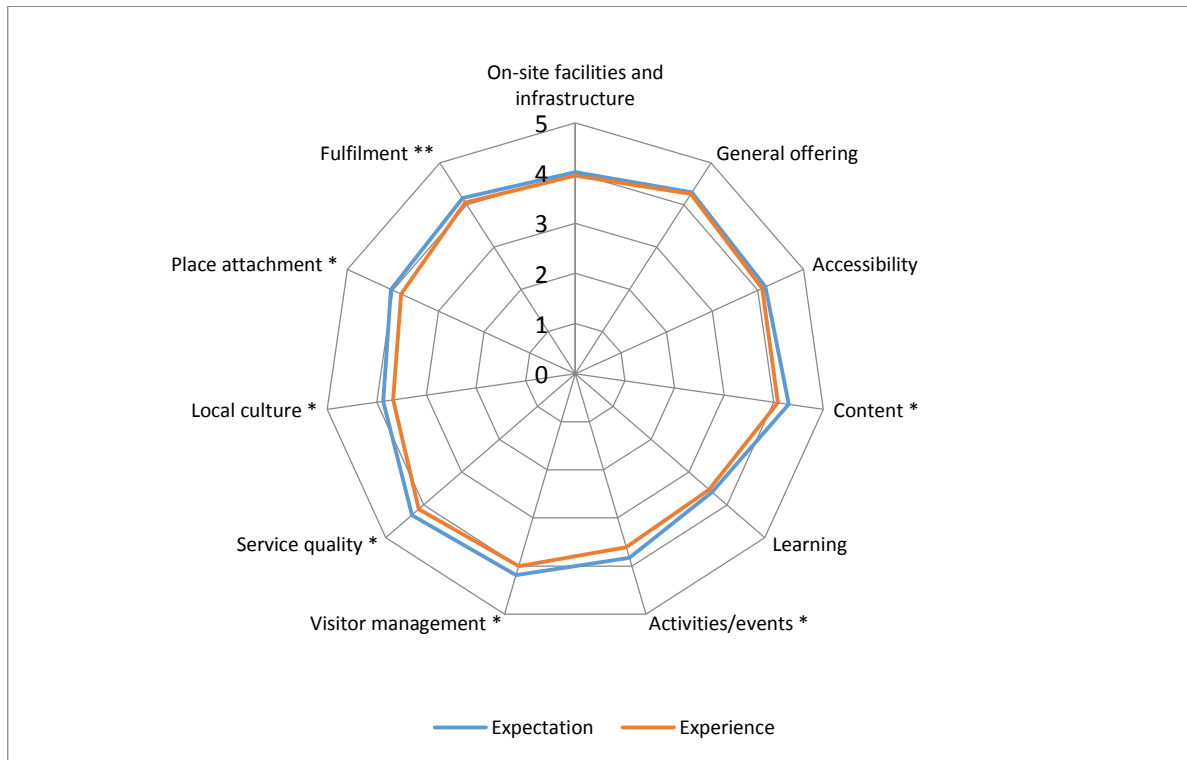 On-site facilities and
infrastructure
5
Fulfilment **
General offering
4
3
Place attachment *
Accessibility
2
1
0
Local culture *
Content *
Service quality *
Learning
Visitor management *
Activities/events *
Expectation
Experience